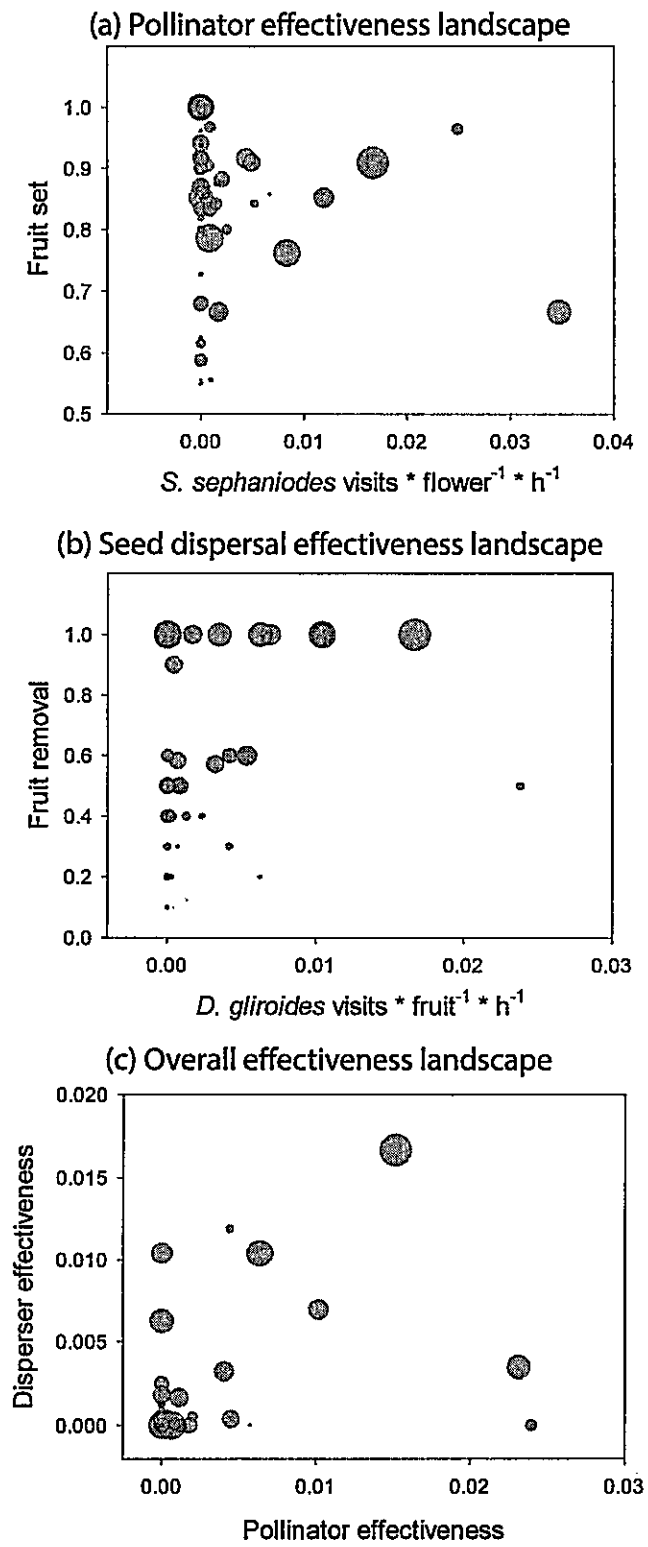 (a) Pollinator effectiveness landscape
1.0
0.9
0.8
0.7
0.6
0.5
Fruit set
0.00 0.01 0.02 0.03 0.04
S. sephaniodes visits * flower⁻¹ * h⁻¹
(b) Seed dispersal effectiveness landscape
1.0
0.8
0.6
0.4
0.2
0.0
Fruit removal
0.00 0.01 0.02 0.03
D. gliroides visits * fruit⁻¹ * h⁻¹
(c) Overall effectiveness landscape
0.020
0.015
0.010
0.005
0.000
Disperser effectiveness
0.00 0.01 0.02 0.03
Pollinator effectiveness